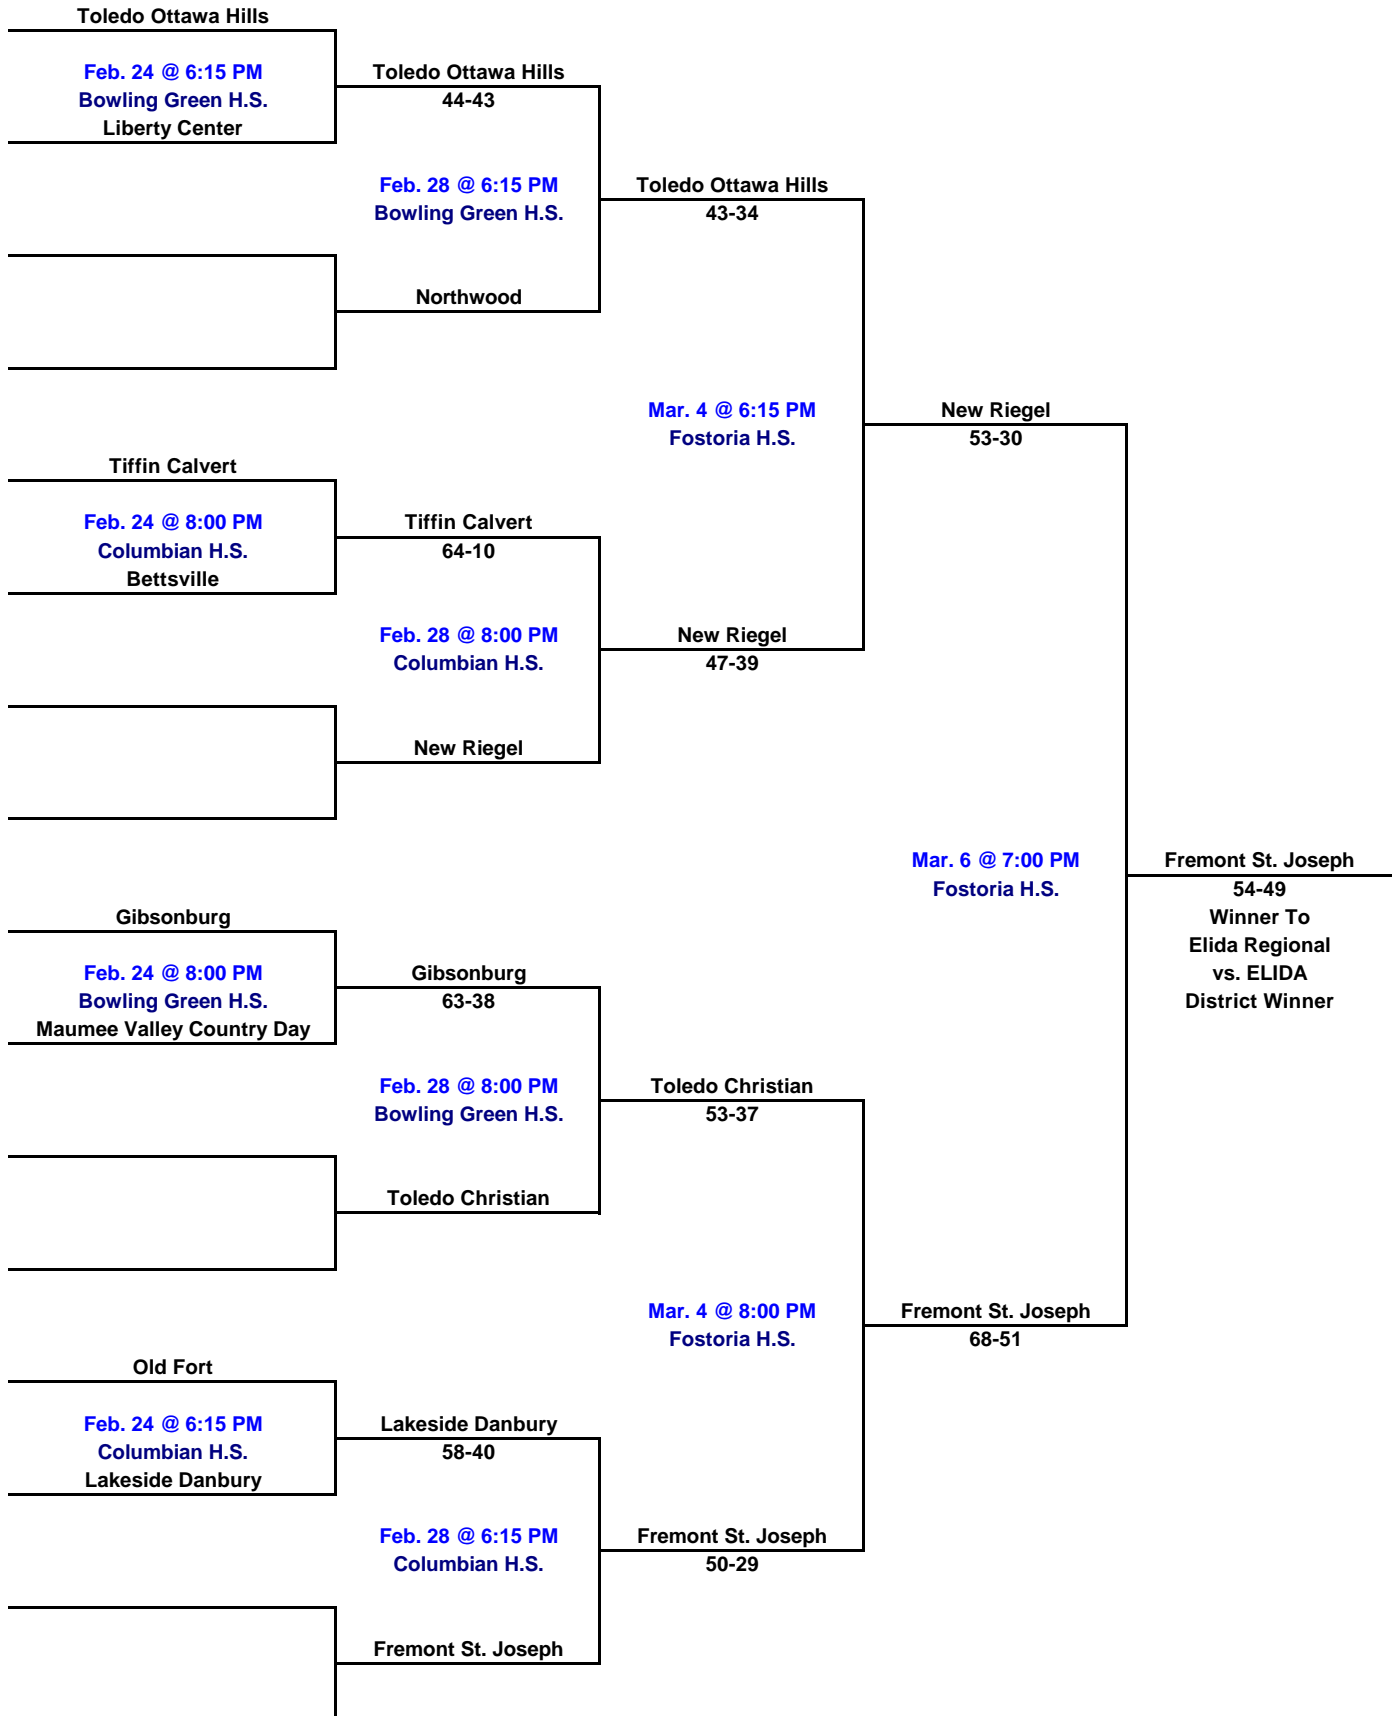 Toledo Ottawa Hills
Feb. 24 @ 6:15 PM
Bowling Green H.S.
Liberty Center
Toledo Ottawa Hills
44-43
Feb. 28 @ 6:15 PM
Bowling Green H.S.
Northwood
Toledo Ottawa Hills
43-34
Mar. 4 @ 6:15 PM
Fostoria H.S.
New Riegel
53-30
Tiffin Calvert
Feb. 24 @ 8:00 PM
Columbian H.S.
Bettsville
Tiffin Calvert
64-10
Feb. 28 @ 8:00 PM
Columbian H.S.
New Riegel
New Riegel
47-39
Mar. 6 @ 7:00 PM
Fostoria H.S.
Fremont St. Joseph
54-49
Winner To
Elida Regional
vs. ELIDA
District Winner
Gibsonburg
Feb. 24 @ 8:00 PM
Bowling Green H.S.
Maumee Valley Country Day
Gibsonburg
63-38
Feb. 28 @ 8:00 PM
Bowling Green H.S.
Toledo Christian
Toledo Christian
53-37
Mar. 4 @ 8:00 PM
Fostoria H.S.
Fremont St. Joseph
68-51
Old Fort
Feb. 24 @ 6:15 PM
Columbian H.S.
Lakeside Danbury
Lakeside Danbury
58-40
Feb. 28 @ 6:15 PM
Columbian H.S.
Fremont St. Joseph
Fremont St. Joseph
50-29